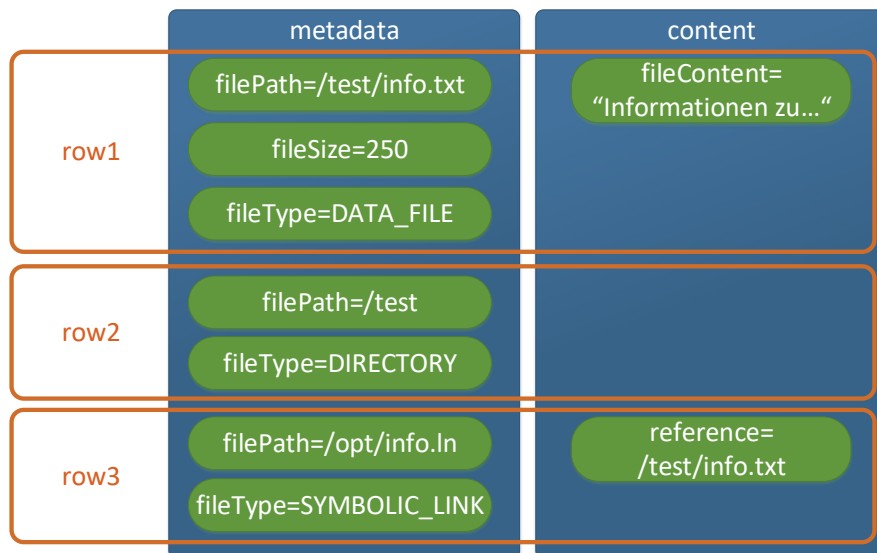 metadata
content
row1
filePath=/test/info.txt
fileSize=250
fileType=DATA_FILE
fileContent=
“Informationen zu…“
row2
filePath=/test
fileType=DIRECTORY
row3
filePath=/opt/info.ln
fileType=SYMBOLIC_LINK
reference=
/test/info.txt